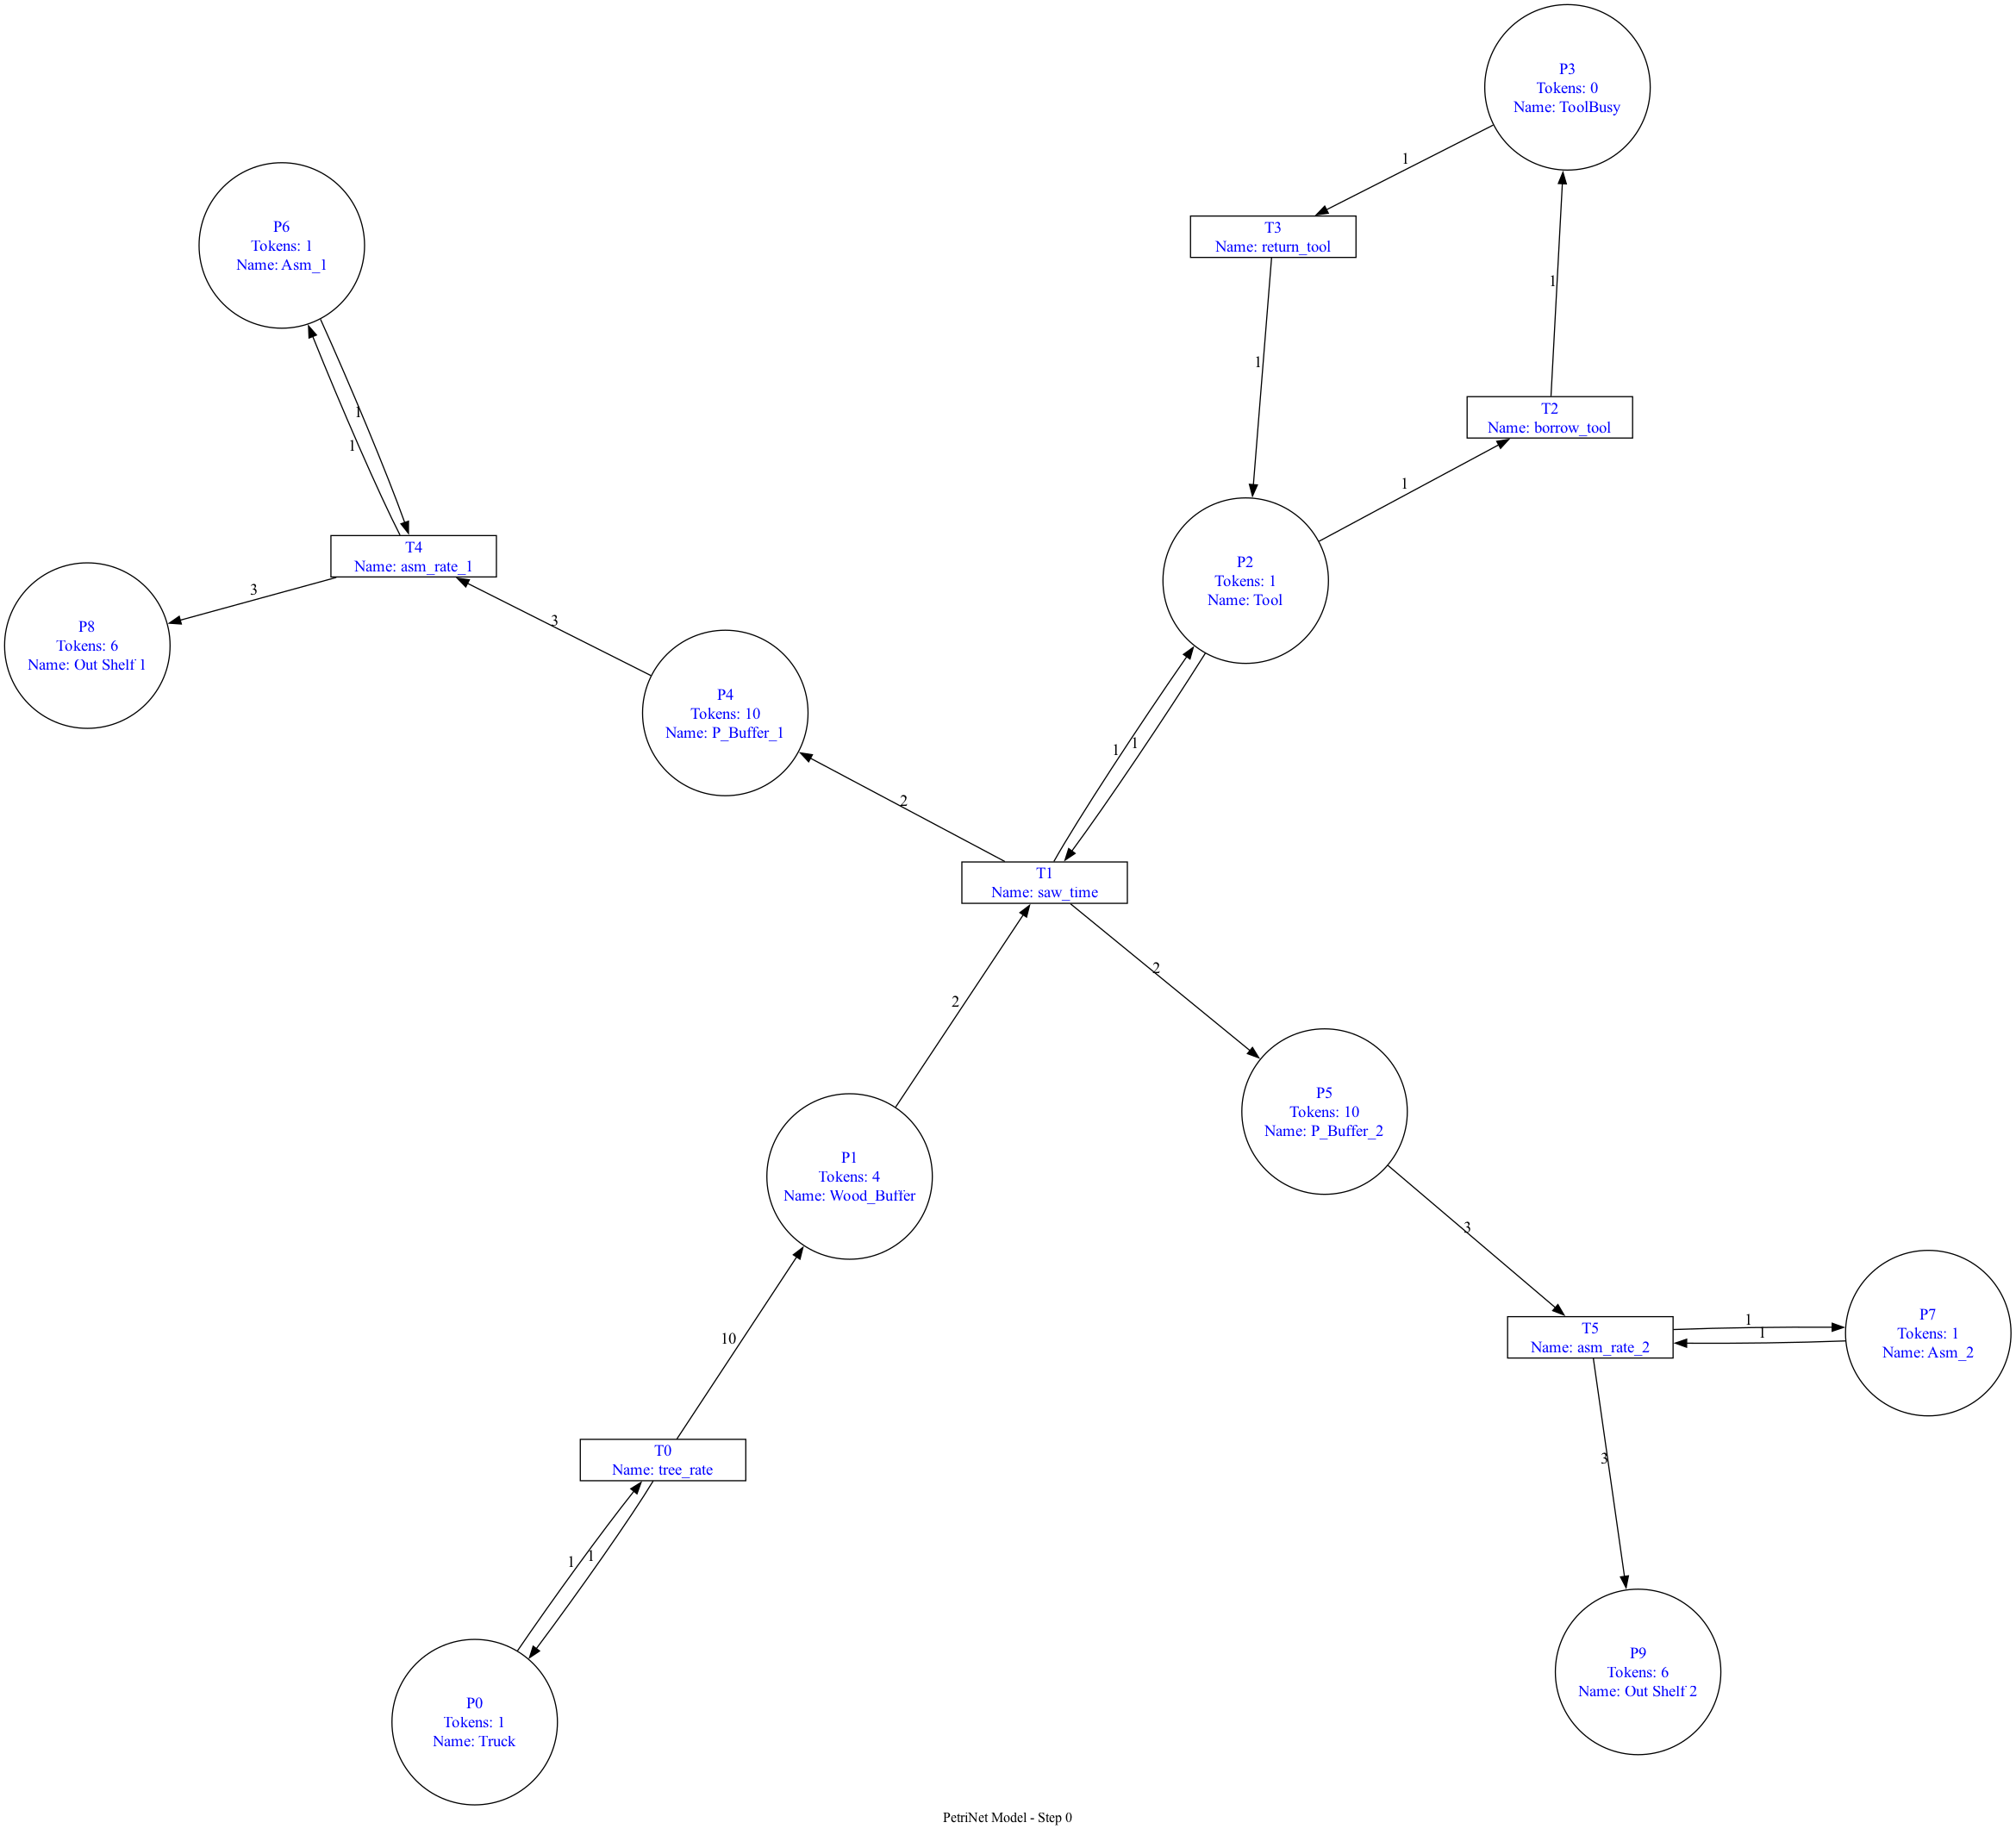 P3
Tokens: 0
Name: ToolBusy
1
P6
Tokens: 1
Name: Asm_1
T3
Name: return_tool
1
1
T2
Name: borrow_tool
1
1
1
1
T4
Name: asm_rate_1
P2
Tokens: 1
Name: Tool
3
3
P8
Tokens: 6
Name: Out Shelf 1
P4
Tokens: 10
Name: P_Buffer_1
1
1
2
T1
Name: saw_time
2
2
P5
Tokens: 10
Name: P_Buffer_2
P1
Tokens: 4
Name: Wood_Buffer
3
P7
Tokens: 1
Name: Asm_2
1
1
T5
Name: asm_rate_2
10
T0
Name: tree_rate
3
1
1
P9
Tokens: 6
Name: Out Shelf 2
P0
Tokens: 1
Name: Truck
PetriNet Model - Step 0